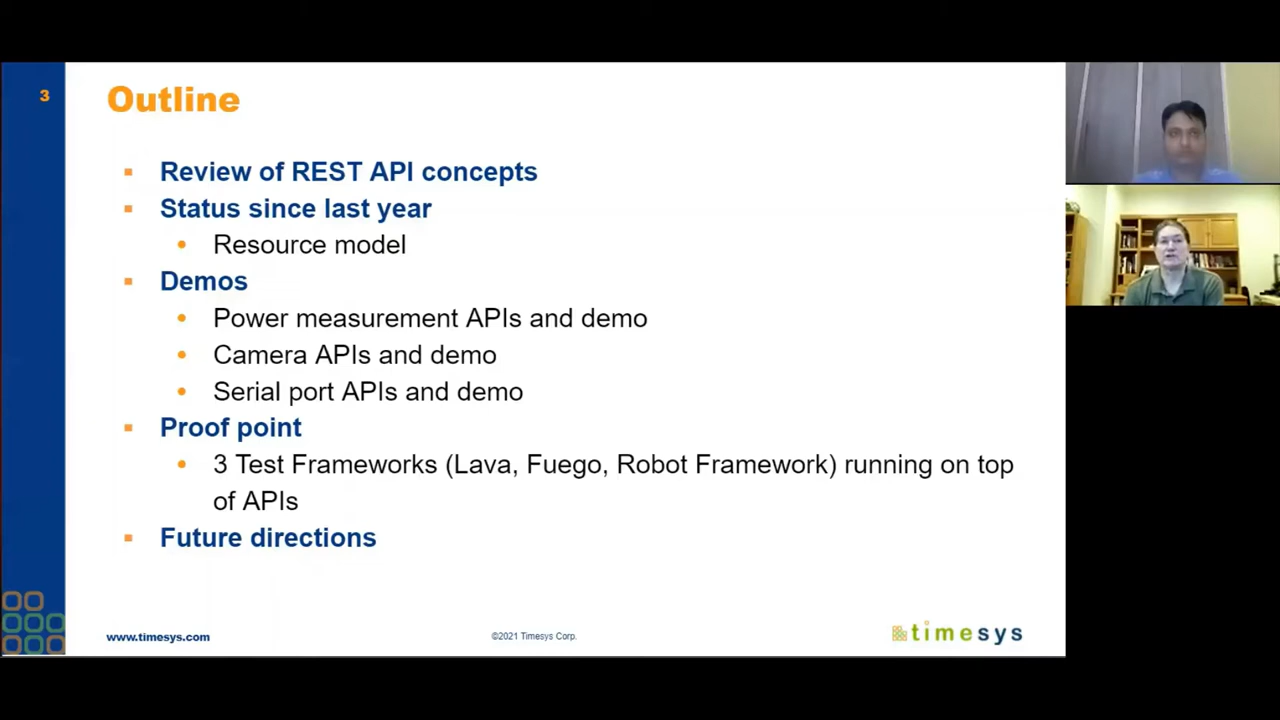 3
Outline
Review of REST API concepts
Status since last year
Resource model
Demos
Power measurement APIs and demo
Camera APIs and demo
Serial port APIs and demo
Proof point
3 Test Frameworks (Lava, Fuego, Robot Framework) running on top
of APIs
Future directions
www.timesys.com
©2021 Timesys Corp.
timesys